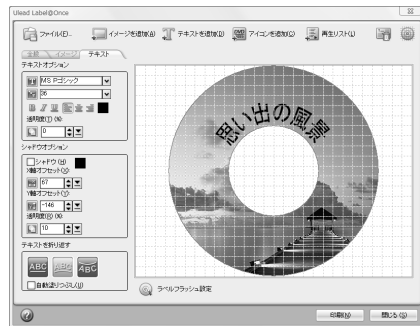 Ulead Label@Once
ファイル(F)... イメージを追加(A) テキストを追加(D) アイコンを追加(C) 再生リスト(L)
全般 イメージ テキスト
テキストオプション
MS Pゴシック
36
B
透明度(T) (%):
0
シャドウオプション
シャドウ (H)
X軸オフセット(X):
67
Y軸オフセット(Y):
-146
透明度(R) (%):
10
テキストを折り返す
ABC ABC ABC
自動塗りつぶし(U)
思い出の風景
ラベルフラッシュ設定
印刷(N) 閉じる (S)